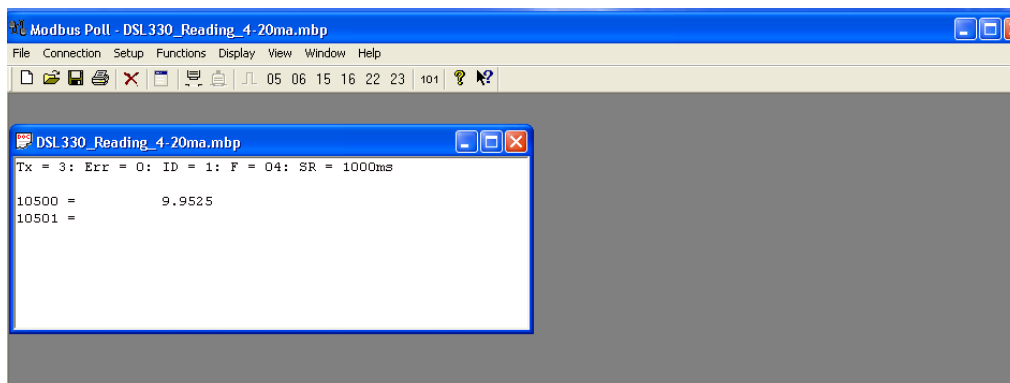 Modbus Poll - DSL330_Reading_4-20ma.mbp
File Connection Setup Functions Display View Window Help
05 06 15 16 22 23 101
DSL330_Reading_4-20ma.mbp
Tx = 3: Err = 0: ID = 1: F = 04: SR = 1000ms
10500 = 9.9525
10501 =